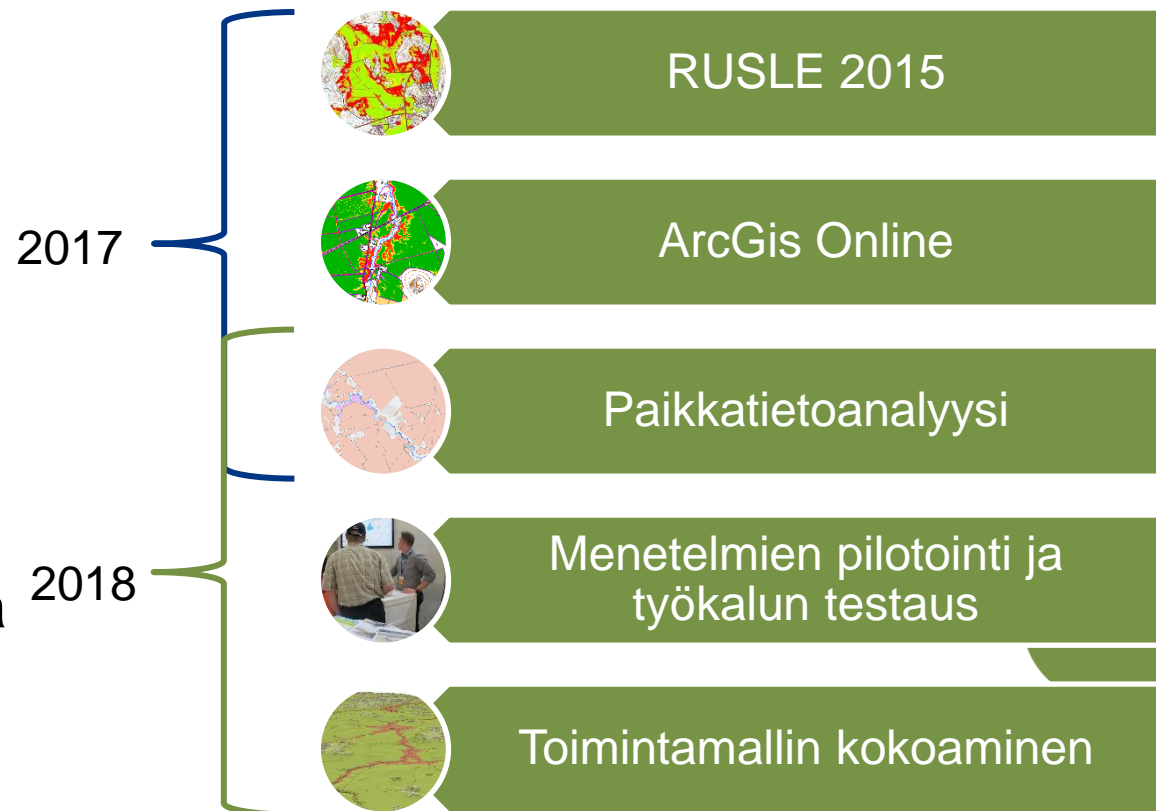 RUSLE 2015
ArcGis Online
2017
Paikkatietoanalyysi
2018
Menetelmien pilotointi ja
työkalun testaus
Toimintamallin kokoaminen